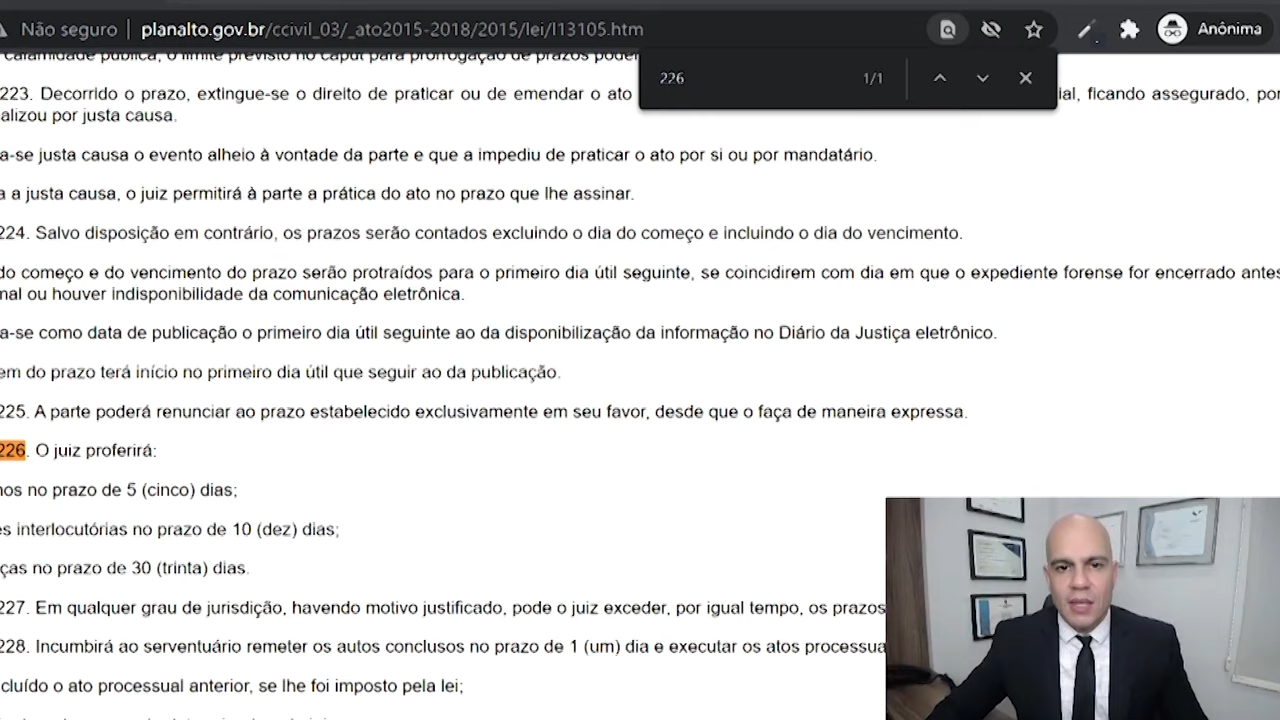 Não seguro planalto.gov.br/ccivil_03/_ato2015-2018/2015/lei/l13105.htm Anônima
226 1/1
calamidade pública, o limite previsto no caput para prorrogação de prazos
223. Decorrido o prazo, extingue-se o direito de praticar ou de emendar o ato ial, ficando assegurado, por
alizou por justa causa.
a-se justa causa o evento alheio à vontade da parte e que a impediu de praticar o ato por si ou por mandatário.
a a justa causa, o juiz permitirá à parte a prática do ato no prazo que lhe assinar.
224. Salvo disposição em contrário, os prazos serão contados excluindo o dia do começo e incluindo o dia do vencimento.
do começo e do vencimento do prazo serão protraídos para o primeiro dia útil seguinte, se coincidirem com dia em que o expediente forense for encerrado antes
nal ou houver indisponibilidade da comunicação eletrônica.
a-se como data de publicação o primeiro dia útil seguinte ao da disponibilização da informação no Diário da Justiça eletrônico.
em do prazo terá início no primeiro dia útil que seguir ao da publicação.
225. A parte poderá renunciar ao prazo estabelecido exclusivamente em seu favor, desde que o faça de maneira expressa.
226. O juiz proferirá:
hos no prazo de 5 (cinco) dias;
es interlocutórias no prazo de 10 (dez) dias;
ças no prazo de 30 (trinta) dias.
227. Em qualquer grau de jurisdição, havendo motivo justificado, pode o juiz exceder, por igual tempo, os prazos
228. Incumbirá ao serventuário remeter os autos conclusos no prazo de 1 (um) dia e executar os atos processua
cluído o ato processual anterior, se lhe foi imposto pela lei;